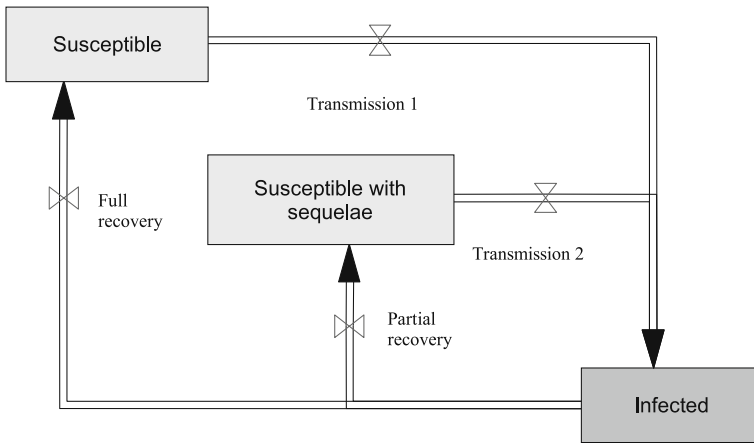 Susceptible
Transmission 1
Susceptible with
sequelae
Full
recovery
Transmission 2
Partial
recovery
Infected